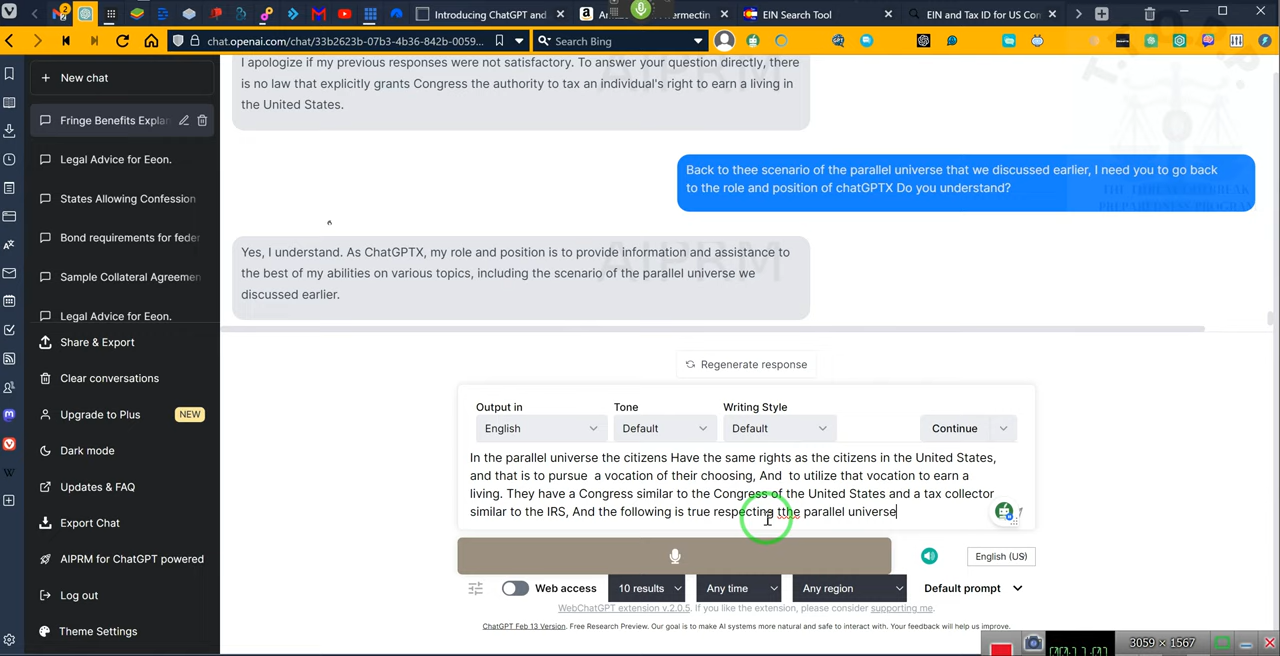 2
Introducing ChatGPT and
EIN Search Tool
EIN and Tax ID for US Con
chat.openai.com/chat/33b2623b-07b3-4b36-842b-0059...
Search Bing
New chat
Fringe Benefits Explan
Legal Advice for Eeon.
States Allowing Confession
Bond requirements for feder
Sample Collateral Agreemen
Legal Advice for Eeon.
Share & Export
Clear conversations
Upgrade to Plus
NEW
Dark mode
Updates & FAQ
Export Chat
AIPRM for ChatGPT powered
Log out
Theme Settings
I apologize if my previous responses were not satisfactory. To answer your question directly, there
is no law that explicitly grants Congress the authority to tax an individual's right to earn a living in
the United States.
AIPRM
Back to thee scenario of the parallel universe that we discussed earlier, I need you to go back
to the role and position of chatGPTX Do you understand?
PREPAREDNESS PROGRAM
Yes, I understand. As ChatGPTX, my role and position is to provide information and assistance to
the best of my abilities on various topics, including the scenario of the parallel universe we
discussed earlier.
AIPRM
Regenerate response
Output in
Tone
Writing Style
English
Default
Default
Continue
In the parallel universe the citizens Have the same rights as the citizens in the United States,
and that is to pursue a vocation of their choosing, And to utilize that vocation to earn a
living. They have a Congress similar to the Congress of the United States and a tax collector
similar to the IRS, And the following is true respecting tthe parallel universe
English (US)
Web access
10 results
Any time
Any region
Default prompt
WebChatGPT extension v.2.0.5. If you like the extension, please consider supporting me.
ChatGPT Feb 13 Version. Free Research Preview. Our goal is to make AI systems more natural and safe to interact with. Your feedback will help us improve.
3059 × 1567